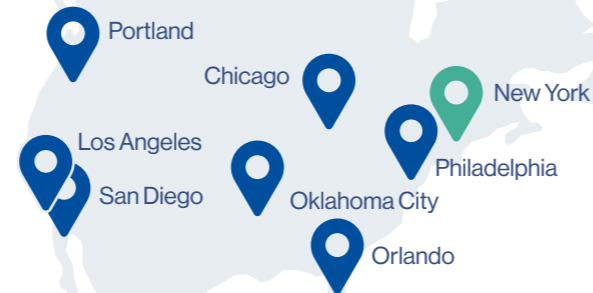 Portland
Chicago
New York
Los Angeles
Philadelphia
San Diego
Oklahoma City
Orlando